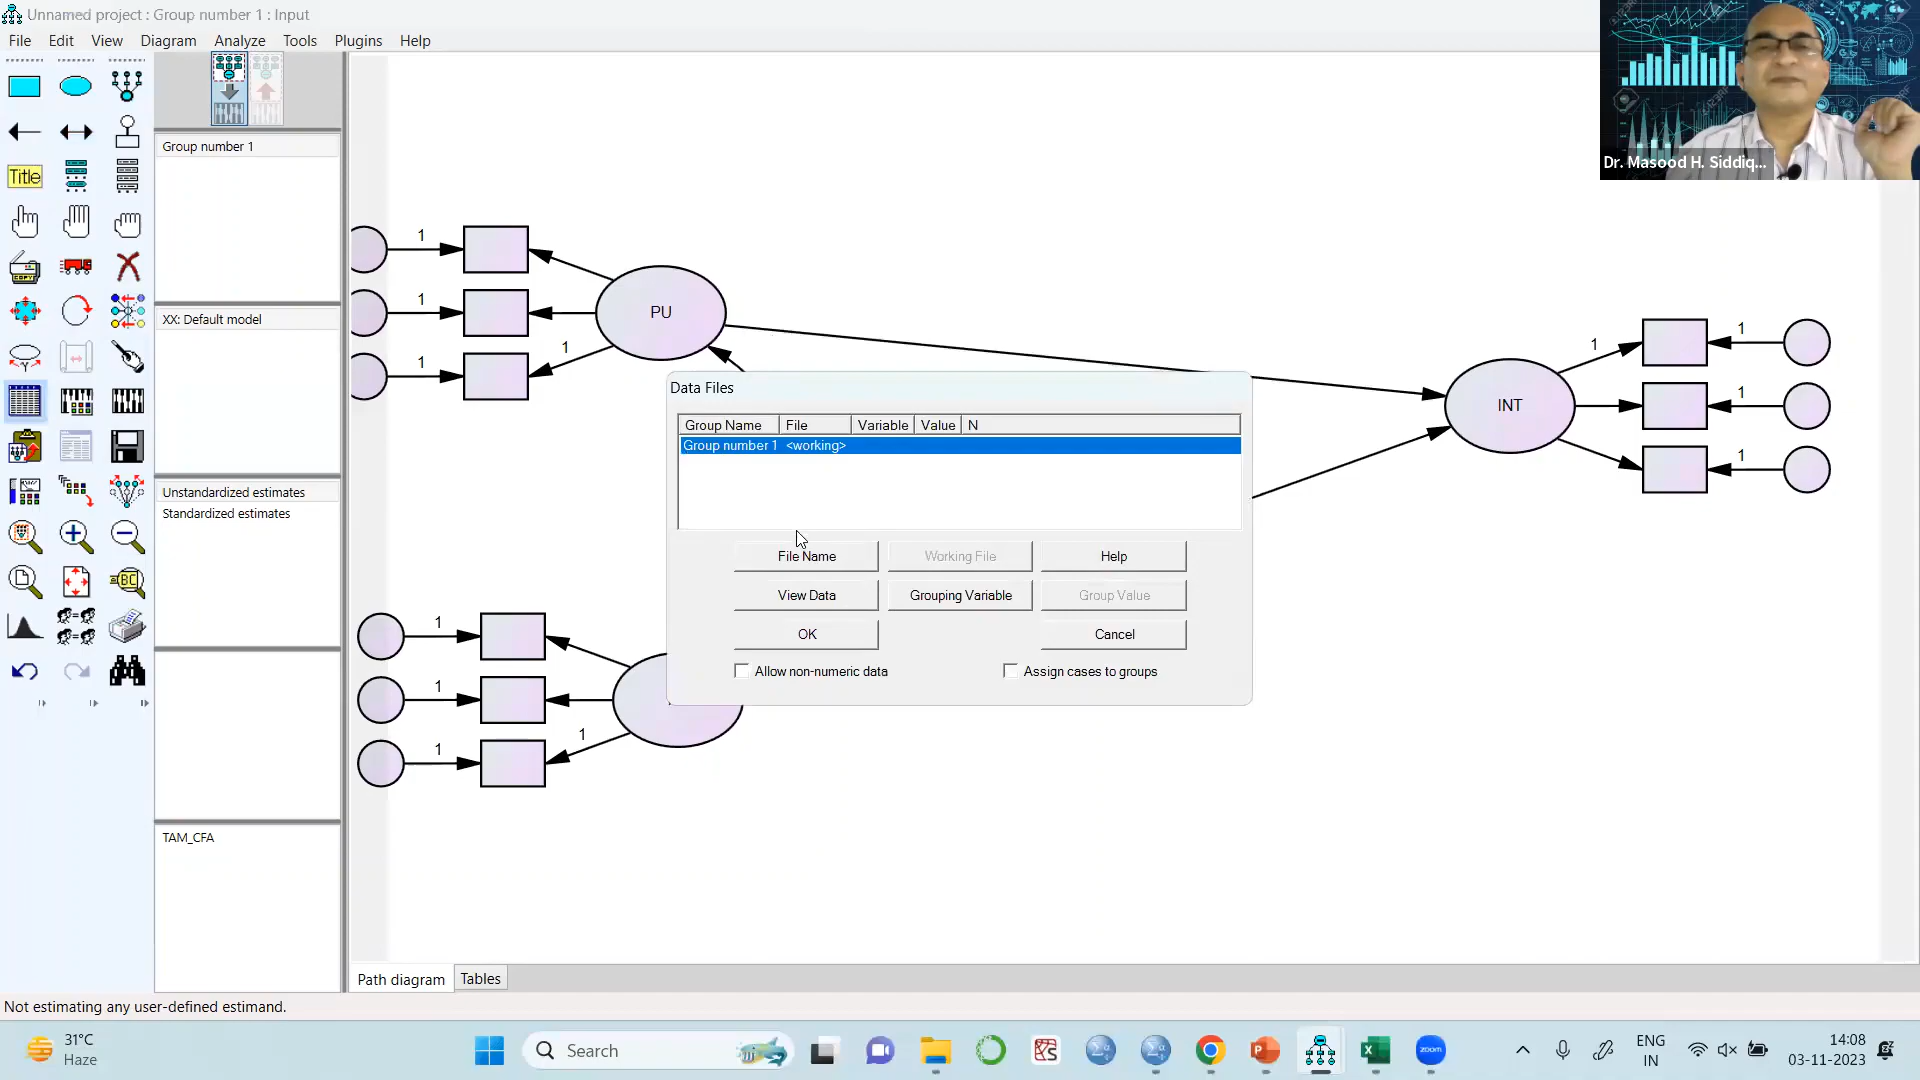 Unnamed project : Group number 1 : Input
File Edit View Diagram Analyze Tools Plugins Help
Dr. Masood H. Siddiq...
Title
Group number 1
XX: Default model
Unstandardized estimates
Standardized estimates
TAM_CFA
1
1
1
1
PU
1
1
1
1
INT
Data Files
Group Name File Variable Value N
Group number 1 <working>
File Name Working File Help
View Data Grouping Variable Group Value
OK Cancel
Allow non-numeric data Assign cases to groups
1
1
1
1
Path diagram Tables
Not estimating any user-defined estimand.
31°C
Haze
Search
zoom
ENG
IN
14:08
03-11-2023